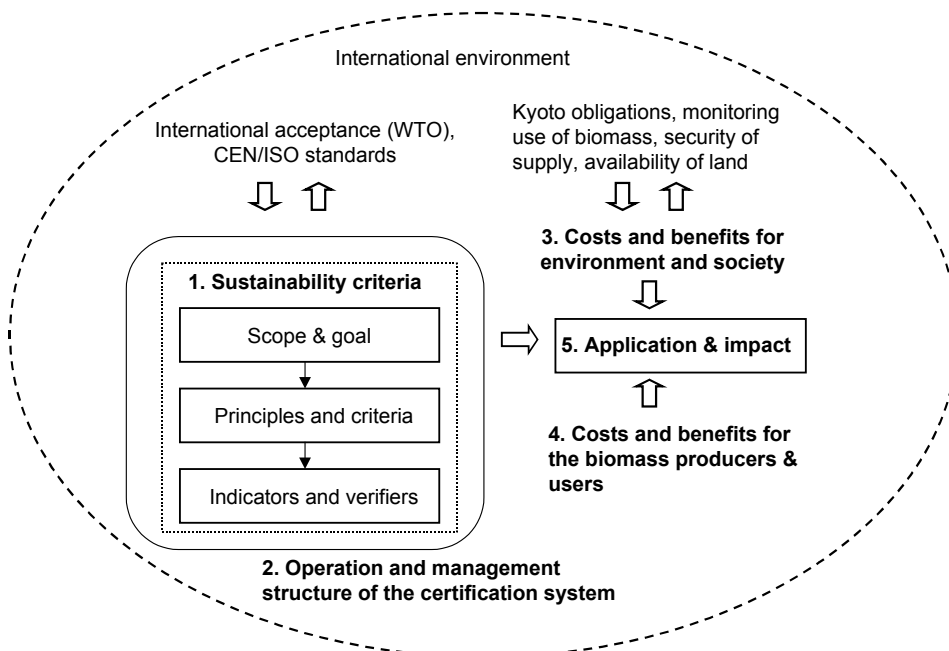 International environment
International acceptance (WTO),
CEN/ISO standards
Kyoto obligations, monitoring
use of biomass, security of
supply, availability of land
1. Sustainability criteria
Scope & goal
Principles and criteria
Indicators and verifiers
2. Operation and management
structure of the certification system
3. Costs and benefits for
environment and society
5. Application & impact
4. Costs and benefits for
the biomass producers &
users